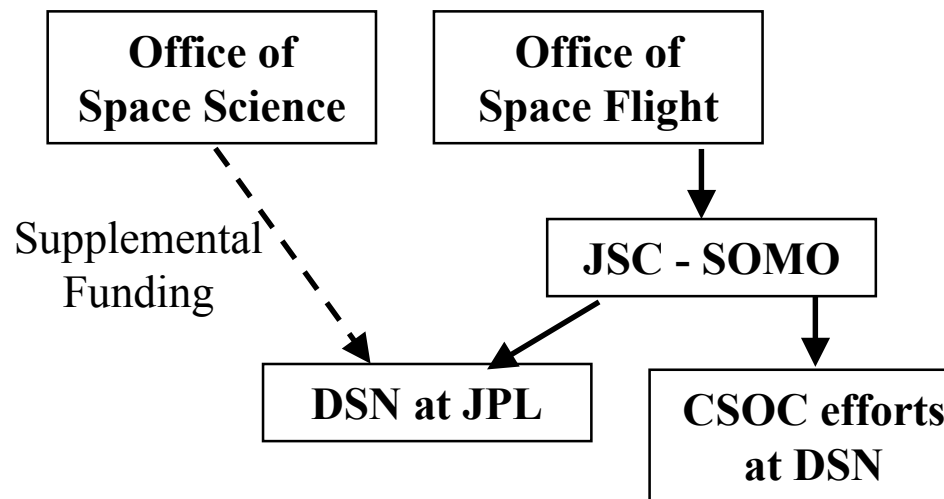 Office of
Space Science
Office of
Space Flight
Supplemental
Funding
JSC - SOMO
DSN at JPL
CSOC efforts
at DSN